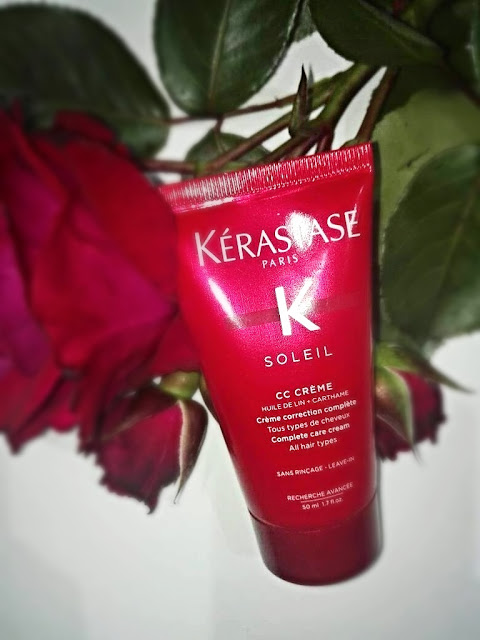 KÉRASTASE
PARIS
K
SOLEIL
CC CRÈME
HUILE DE LIN + CARTHAME
Crème correction complète
Tous types de cheveux
Complete care cream
All hair types
SANS RINÇAGE - LEAVE-IN
RECHERCHE AVANCÉE
50 ml 1.7 fl.oz.